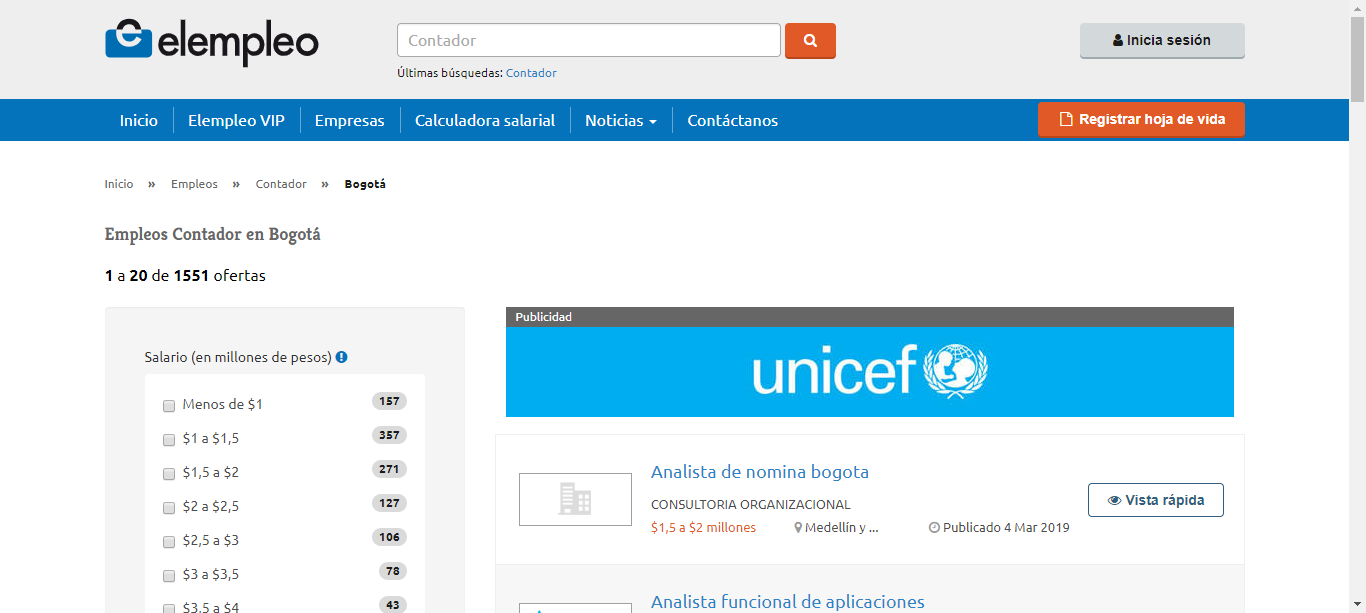 elempleo
Contador
Últimas búsquedas: Contador
Inicia sesión
Inicio
Elempleo VIP
Empresas
Calculadora salarial
Noticias
Contáctanos
Registrar hoja de vida
Inicio » Empleos » Contador » Bogotá
Empleos Contador en Bogotá
1 a 20 de 1551 ofertas
Salario (en millones de pesos)
Menos de $1 157
$1 a $1,5 357
$1,5 a $2 271
$2 a $2,5 127
$2,5 a $3 106
$3 a $3,5 78
$3,5 a $4 43
Publicidad
unicef
Analista de nomina bogota
CONSULTORIA ORGANIZACIONAL
$1,5 a $2 millones Medellín y ... Publicado 4 Mar 2019
Vista rápida
Analista funcional de aplicaciones